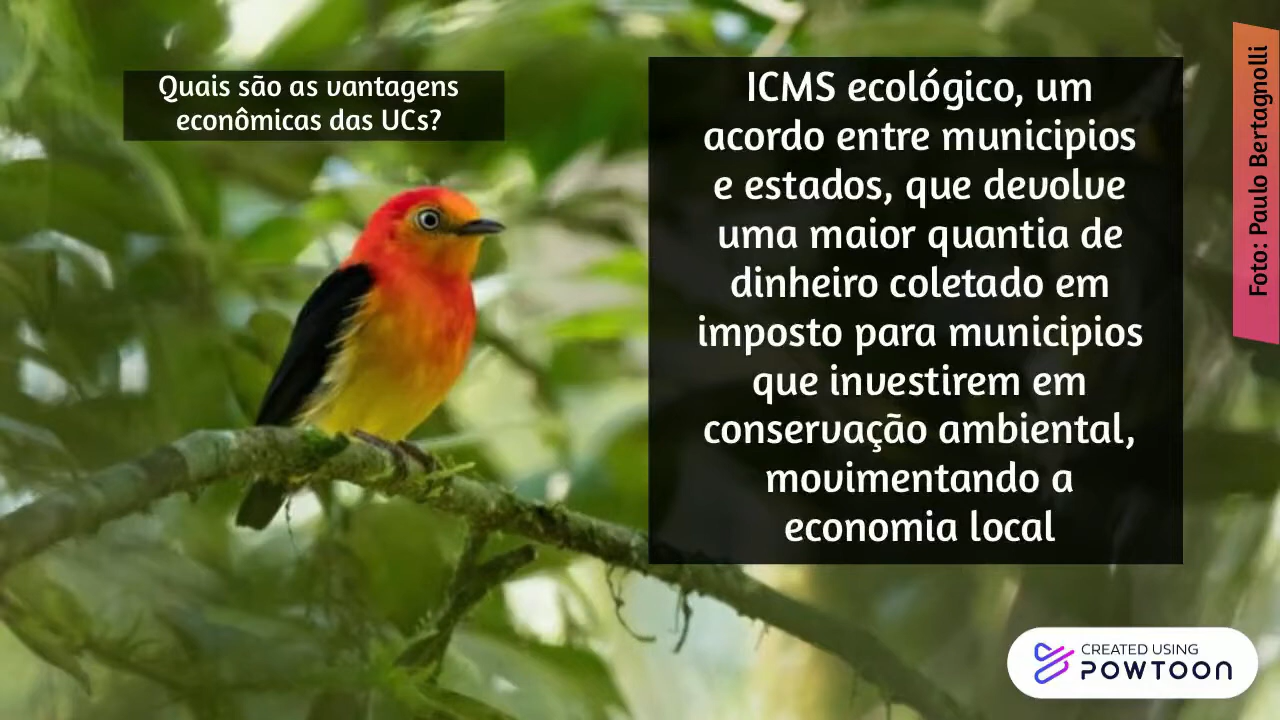 Quais são as vantagens
econômicas das UCs?
ICMS ecológico, um
acordo entre municipios
e estados, que devolve
uma maior quantia de
dinheiro coletado em
imposto para municipios
que investirem em
conservação ambiental,
movimentando a
economia local
Foto: Paulo Bertagnolli
CREATED USING
POWTOON